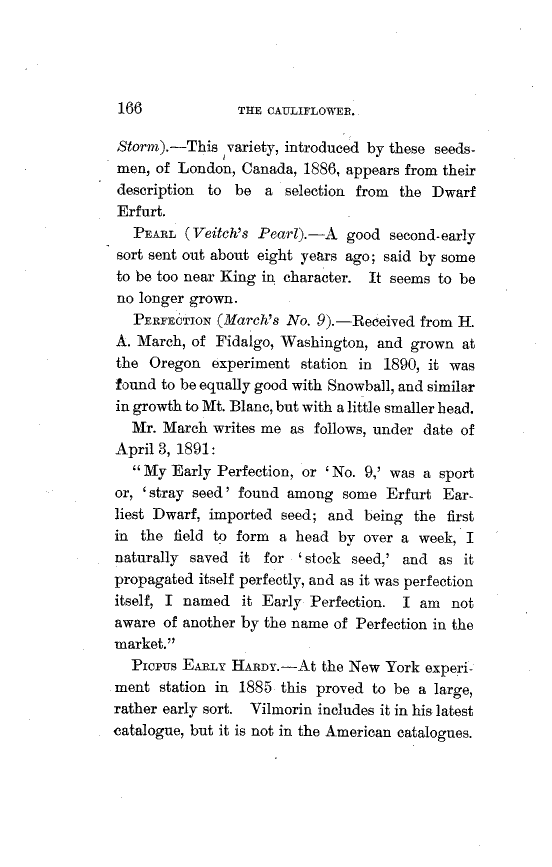 166 THE CAULIFLOWER.
Storm).—This variety, introduced by these seeds-
men, of London, Canada, 1886, appears from their
description to be a selection from the Dwarf
Erfurt.
PEARL (Veitch's Pearl).—A good second-early
sort sent out about eight years ago; said by some
to be too near King in character. It seems to be
no longer grown.
PERFECTION (March's No. 9).—Received from H.
A. March, of Fidalgo, Washington, and grown at
the Oregon experiment station in 1890, it was
found to be equally good with Snowball, and similar
in growth to Mt. Blanc, but with a little smaller head.
Mr. March writes me as follows, under date of
April 3, 1891:
"My Early Perfection, or 'No. 9,' was a sport
or, 'stray seed' found among some Erfurt Ear-
liest Dwarf, imported seed; and being the first
in the field to form a head by over a week, I
naturally saved it for 'stock seed,' and as it
propagated itself perfectly, and as it was perfection
itself, I named it Early Perfection. I am not
aware of another by the name of Perfection in the
market."
PICPUS EARLY HARDY.—At the New York experi-
ment station in 1885 this proved to be a large,
rather early sort. Vilmorin includes it in his latest
catalogue, but it is not in the American catalogues.